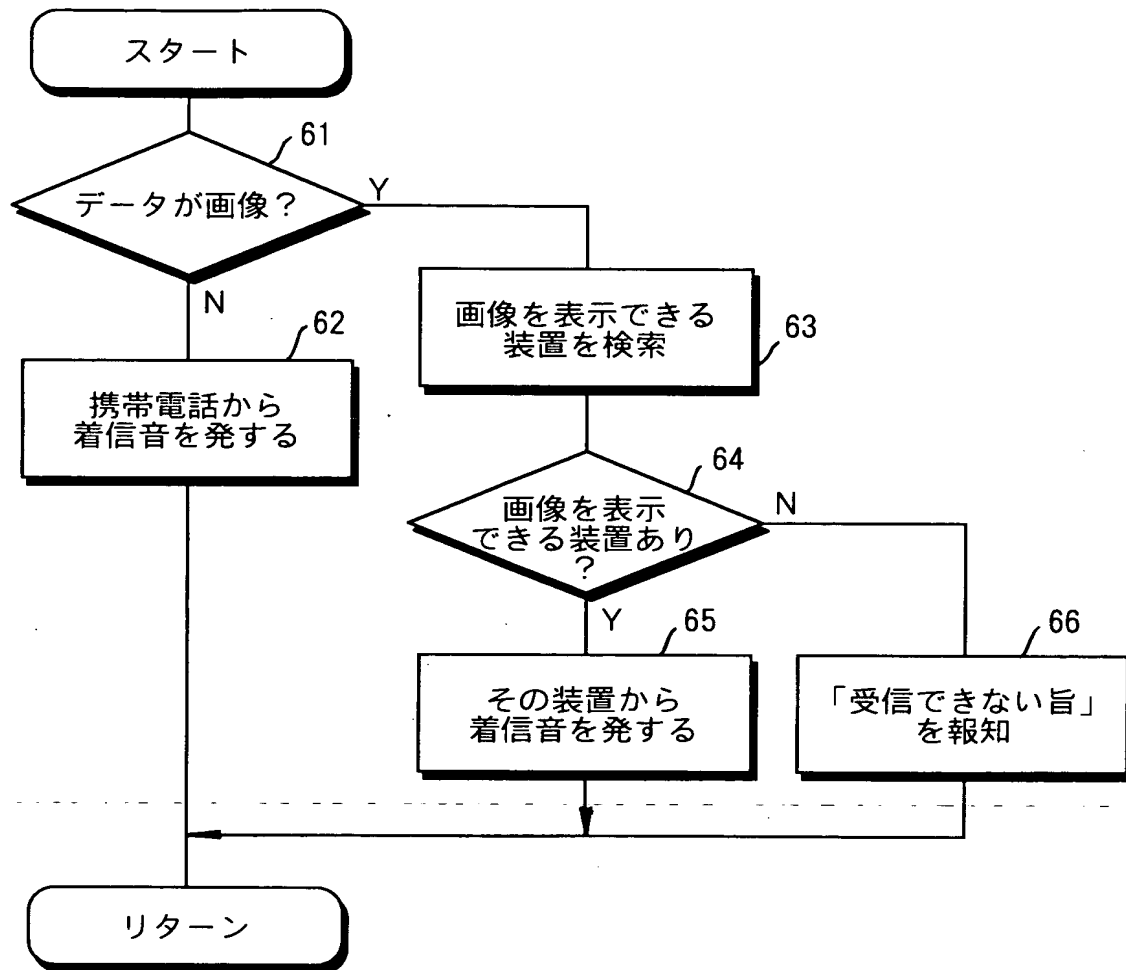 スタート
61
データが画像?
Y
N
62
携帯電話から
着信音を発する
画像を表示できる
装置を検索
63
64
画像を表示
できる装置あり
?
N
Y
65
その装置から
着信音を発する
66
「受信できない旨」
を報知
リターン